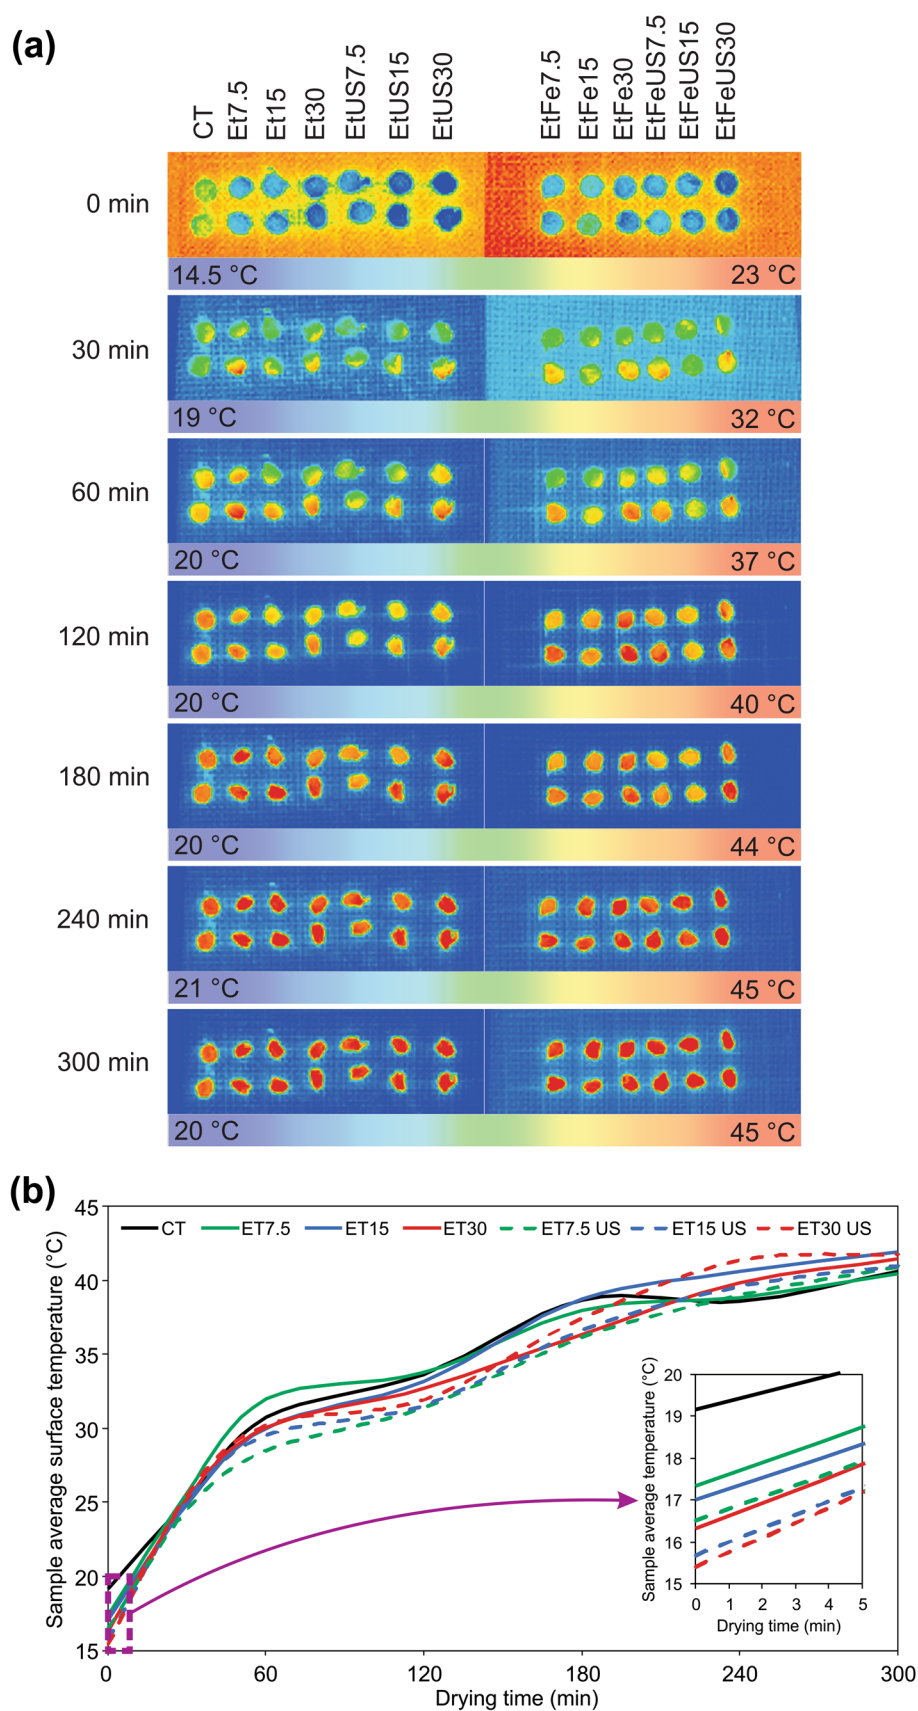 (a)
CT Et7.5 Et15 Et30 EtUS7.5 EtUS15 EtUS30 EtFe7.5 EtFe15 EtFe30 EtFeUS7.5 EtFeUS15 EtFeUS30
0 min
14.5 °C 23 °C
30 min
19 °C 32 °C
60 min
20 °C 37 °C
120 min
20 °C 40 °C
180 min
20 °C 44 °C
240 min
21 °C 45 °C
300 min
20 °C 45 °C
(b)
Sample average surface temperature (°C)
45
40
35
30
25
20
15
CT ET7.5 ET15 ET30 ET7.5 US ET15 US ET30 US
Sample average temperature (°C)
20
19
18
17
16
15
0 1 2 3 4 5
Drying time (min)
0 60 120 180 240 300
Drying time (min)